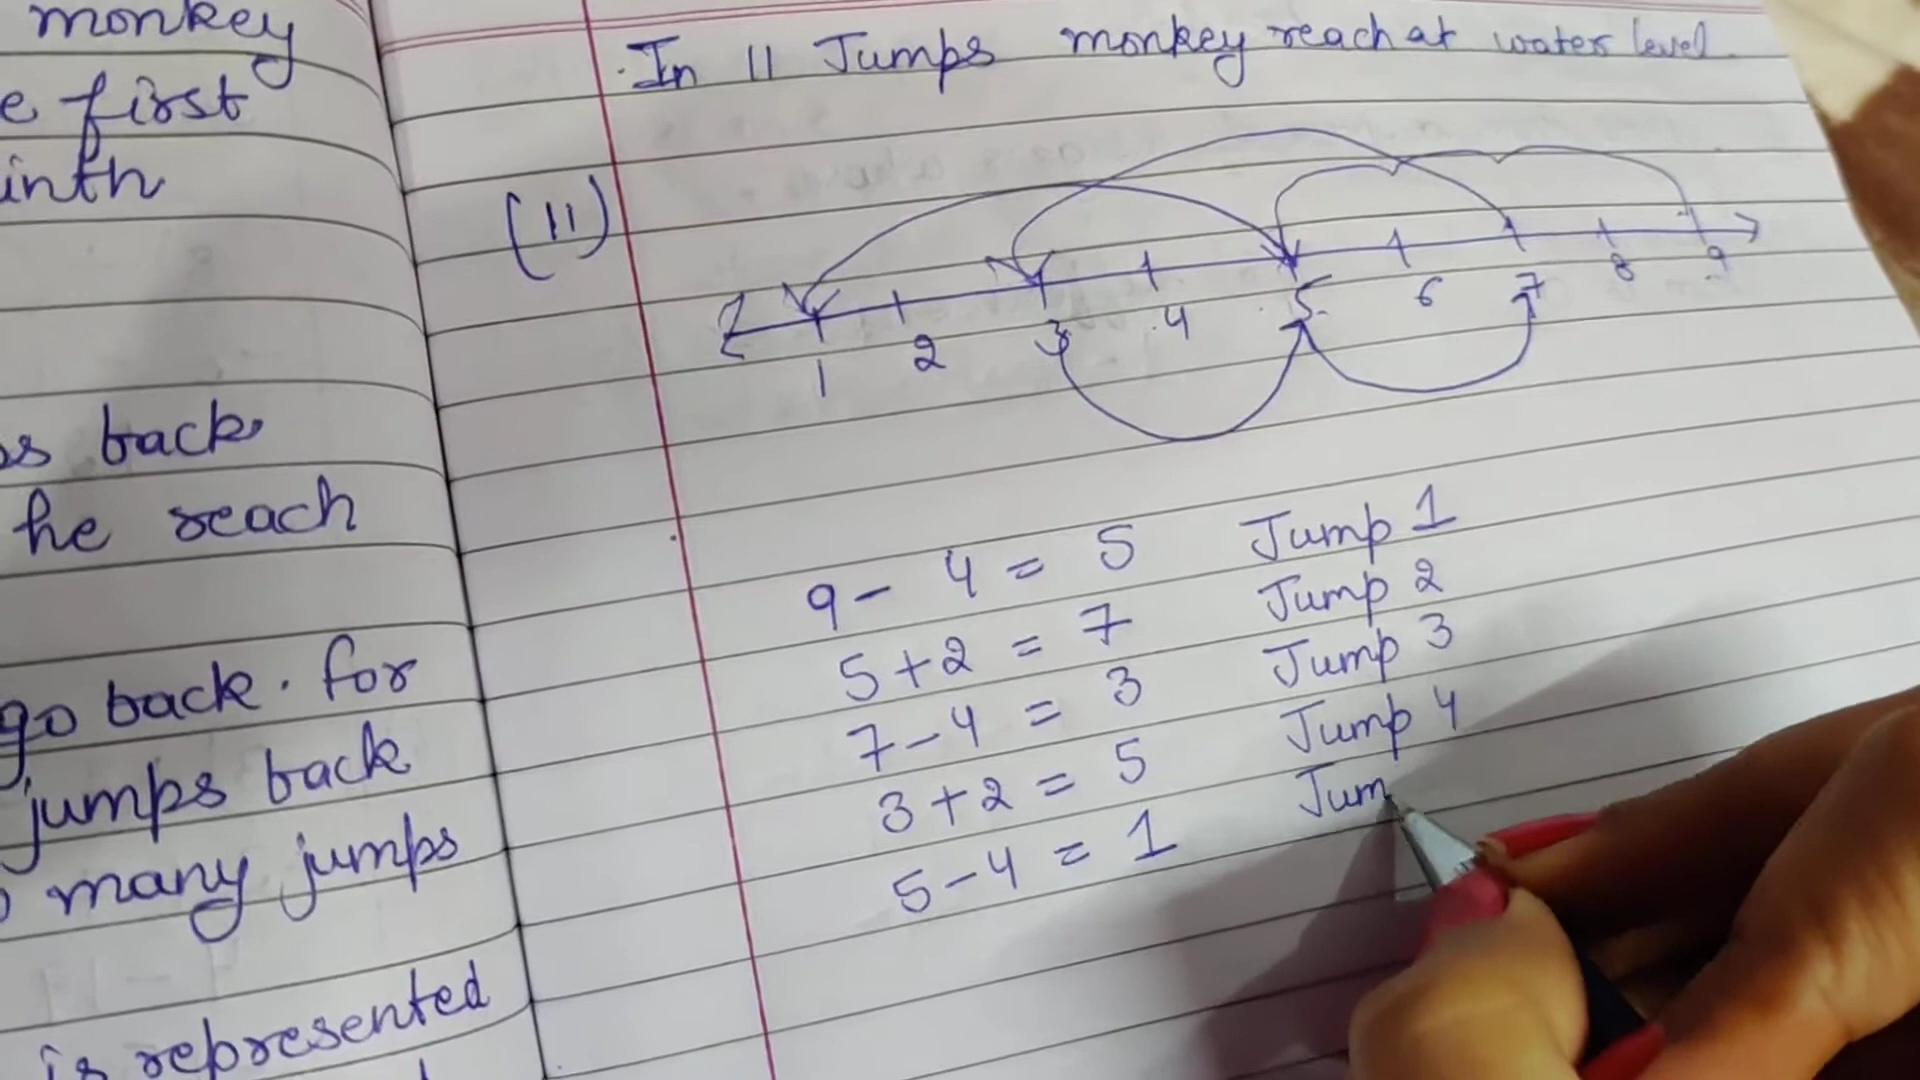 monkey
e first
inth
back
he reach
go back. for
jumps back
many jumps
is represented
In 11 Jumps monkey reach at water level.
(11)
1 2 3 4 5 6 7 8 9
9 - 4 = 5 Jump 1
5 + 2 = 7 Jump 2
7 - 4 = 3 Jump 3
3 + 2 = 5 Jump 4
5 - 4 = 1 Jum